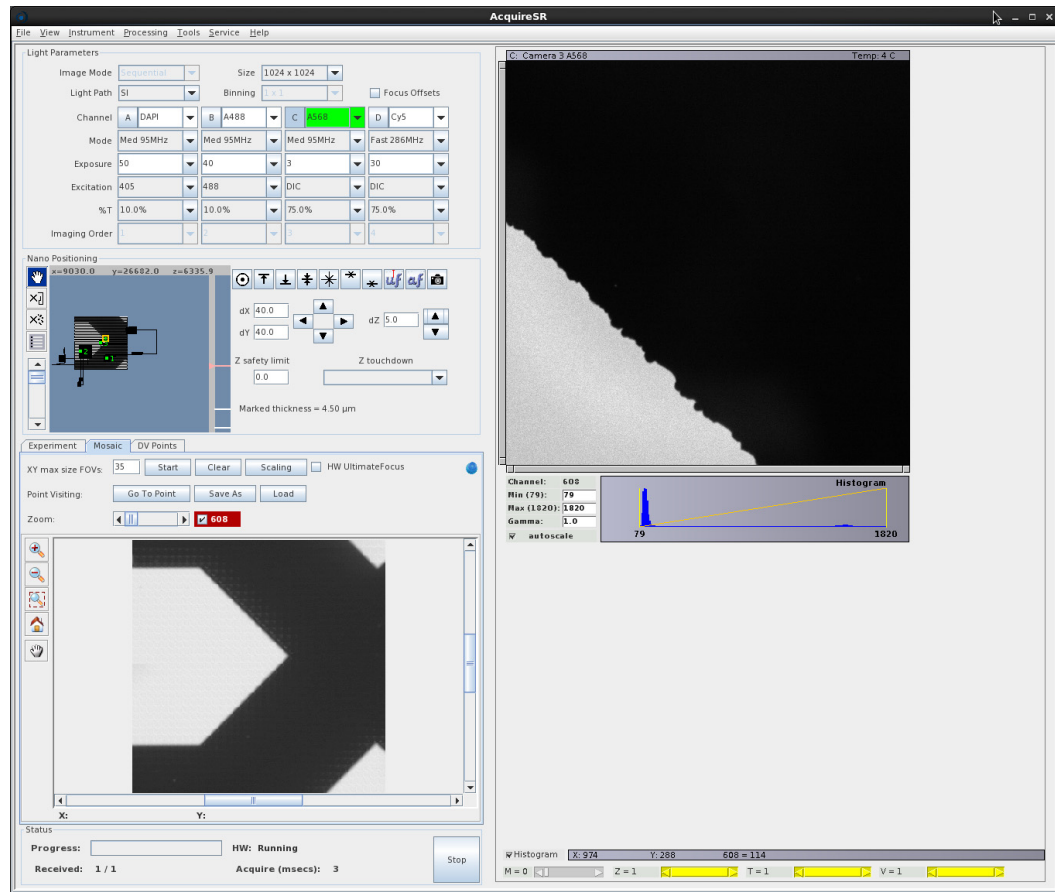 AcquireSR
File View Instrument Processing Tools Service Help
Light Parameters
Image Mode Sequential Size 1024 x 1024
Light Path SI Binning 1 x 1 Focus Offsets
Channel A DAPI B A488 C A568 D Cy5
Mode Med 95MHz Med 95MHz Med 95MHz Fast 286MHz
Exposure 50 40 3 30
Excitation 405 488 DIC DIC
%T 10.0% 10.0% 75.0% 75.0%
Imaging Order 1 2 3 4
Nano Positioning
x=9030.0 y=26682.0 z=6335.9
uf af
dX 40.0
dY 40.0
dZ 5.0
Z safety limit Z touchdown
0.0
Marked thickness = 4.50 µm
2
1
Experiment Mosaic DV Points
XY max size FOVs: 35 Start Clear Scaling HW UltimateFocus
Point Visiting: Go To Point Save As Load
Zoom: 608
X: Y:
Status
Progress: HW: Running
Received: 1 / 1 Acquire (msecs): 3
Stop
C: Camera 3 A568 Temp: 4 C
Channel: 608
Min (79): 79
Max (1820): 1820
Gamma: 1.0
autoscale
Histogram
79 1820
Histogram X: 974 Y: 288 608 = 114
M = 0 Z = 1 T = 1 V = 1